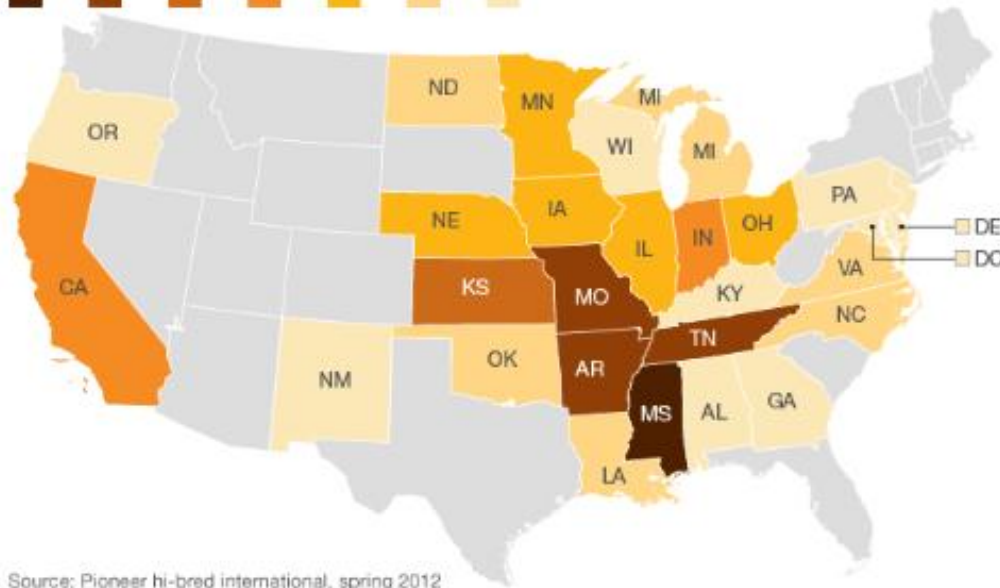 ND
MN
MI
OR
WI
MI
PA
NE
IA
OH
DE
IL
IN
DC
VA
CA
KS
MO
KY
NC
TN
OK
AR
NM
MS
AL
GA
LA
Source: Pioneer hi-bred international, spring 2012